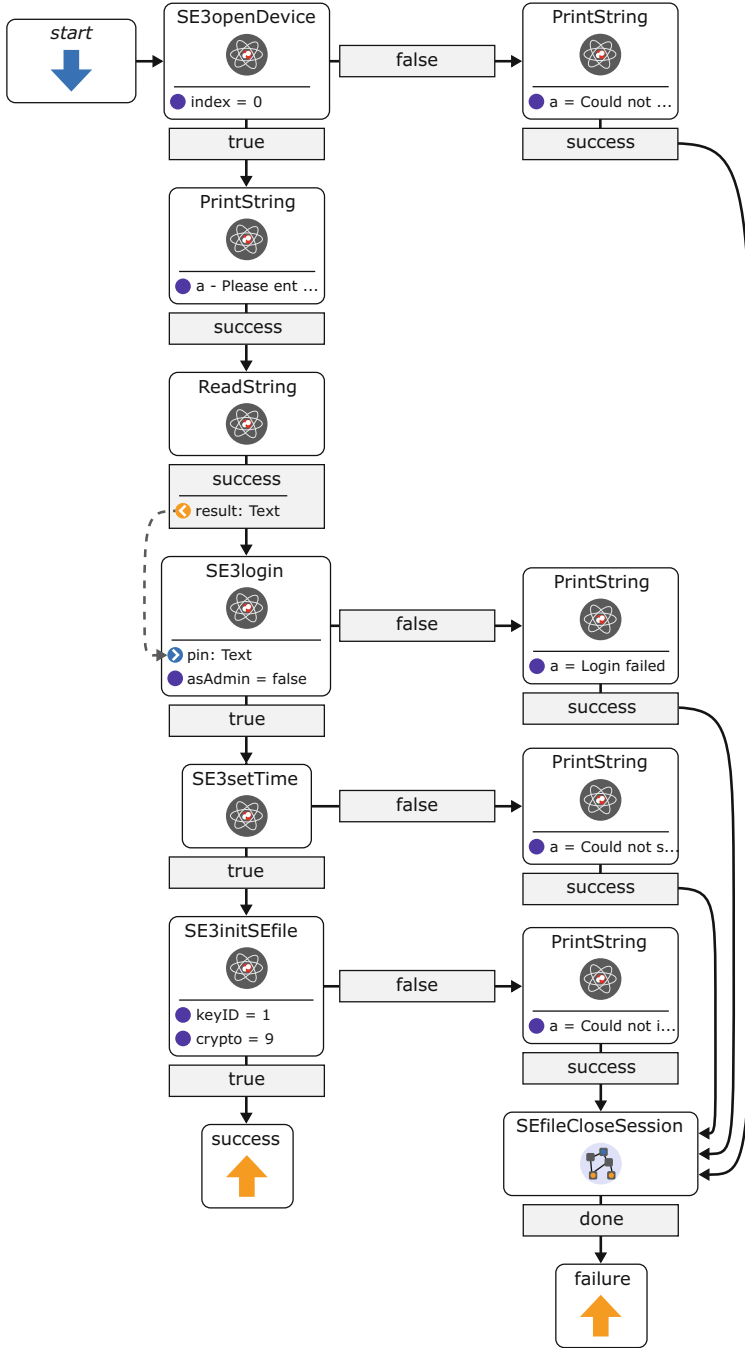 start
SE3openDevice
index = 0
false
PrintString
a = Could not ...
success
true
PrintString
a - Please ent ...
success
ReadString
success
result: Text
SE3login
pin: Text
asAdmin = false
false
PrintString
a = Login failed
success
true
SE3setTime
false
PrintString
a = Could not s...
success
true
SE3initSEfile
keyID = 1
crypto = 9
false
PrintString
a = Could not i...
success
true
success
SEfileCloseSession
done
failure